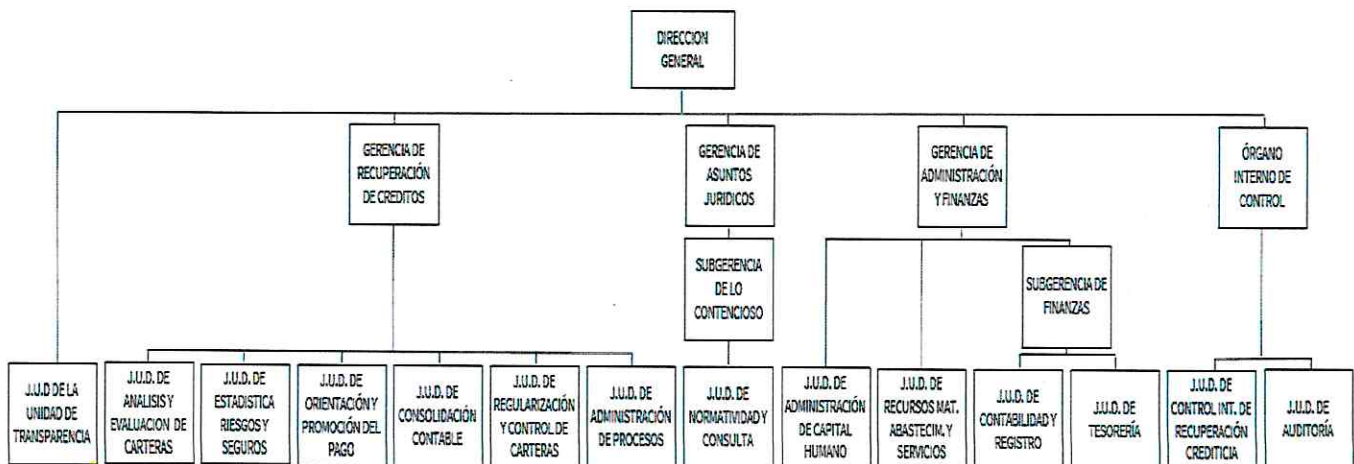 DIRECCION
GENERAL
GERENCIA DE
RECUPERACIÓN
DE CREDITOS
GERENCIA DE
ASUNTOS
JURIDICOS
GERENCIA DE
ADMINISTRACIÓN
Y FINANZAS
ÓRGANO
INTERNO DE
CONTROL
SUBGERENCIA
DE LO
CONTENCIOSO
SUBGERENCIA DE
FINANZAS
J.U.D DE LA
UNIDAD DE
TRANSPARENCIA
J.U.D. DE
ANALISIS Y
EVALUACION DE
CARTERAS
J.U.D. DE
ESTADISTICA
RIESGOS Y
SEGUROS
J.U.D. DE
ORIENTACIÓN Y
PROMOCIÓN DEL
PAGO
J.U.D. DE
CONSOLIDACIÓN
CONTABLE
J.U.D. DE
REGULARIZACIÓN
Y CONTROL DE
CARTERAS
J.U.D. DE
ADMINISTRACIÓN
DE PROCESOS
J.U.D. DE
NORMATIVIDAD Y
CONSULTA
J.U.D. DE
ADMINISTRACIÓN
DE CAPITAL
HUMANO
J.U.D. DE
RECURSOS MAT.
ABASTECIM. Y
SERVICIOS
J.U.D. DE
CONTABILIDAD Y
REGISTRO
J.U.D. DE
TESORERÍA
J.U.D. DE
CONTROL INT. DE
RECUPERACIÓN
CREDITICIA
J.U.D. DE
AUDITORÍA